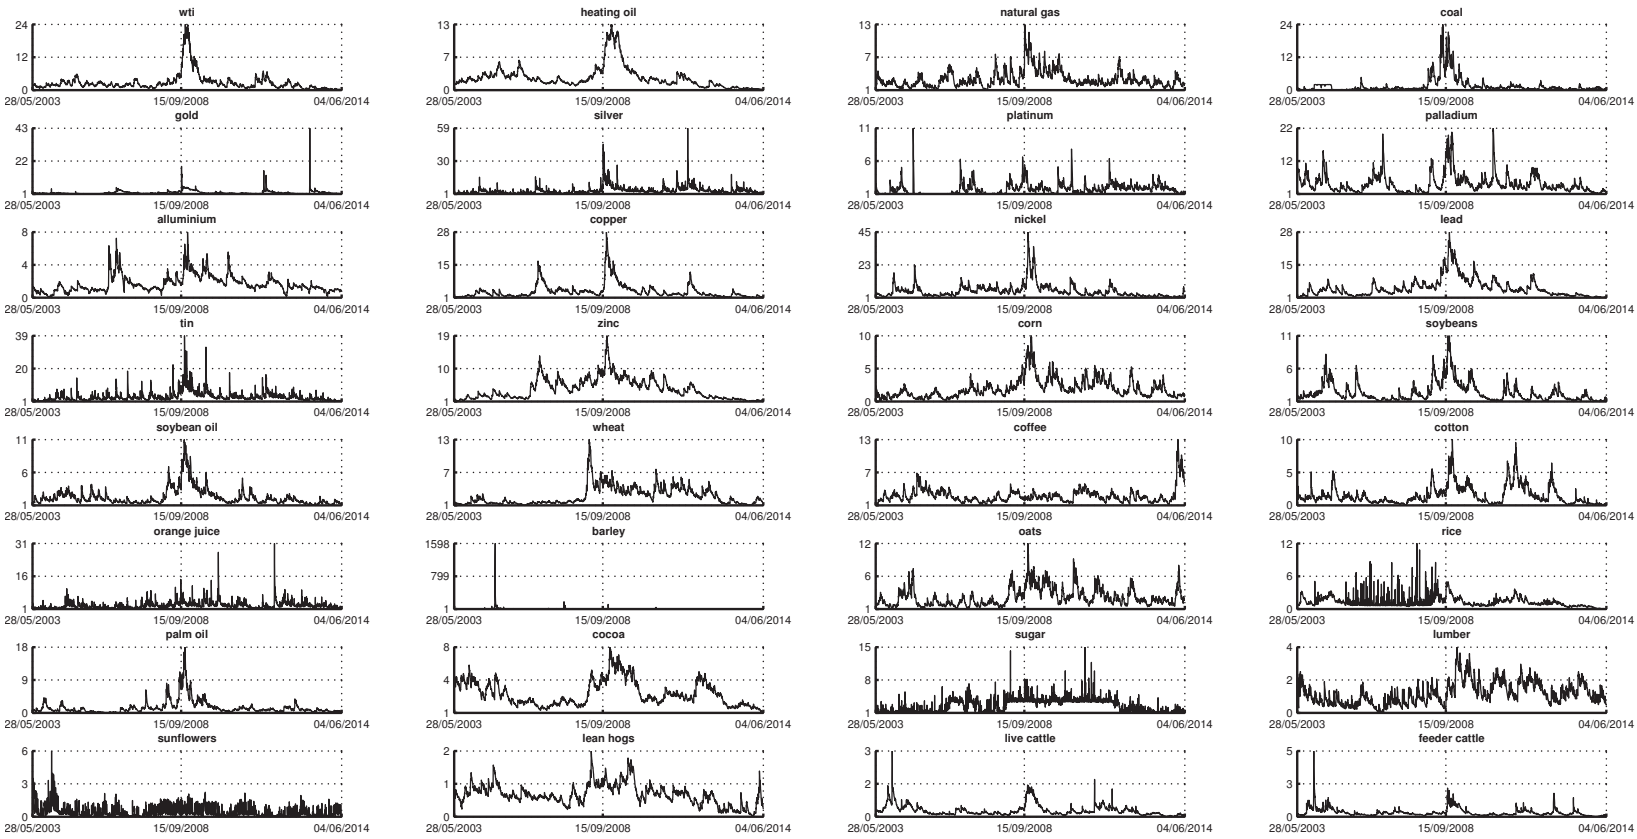 wti
24
12
0
28/05/2003 15/09/2008 04/06/2014
heating oil
13
7
0
28/05/2003 15/09/2008 04/06/2014
natural gas
13
7
1
28/05/2003 15/09/2008 04/06/2014
coal
24
12
0
28/05/2003 15/09/2008 04/06/2014
gold
43
22
1
28/05/2003 15/09/2008 04/06/2014
silver
59
30
1
28/05/2003 15/09/2008 04/06/2014
platinum
11
6
1
28/05/2003 15/09/2008 04/06/2014
palladium
22
12
1
28/05/2003 15/09/2008 04/06/2014
alluminium
8
4
0
28/05/2003 15/09/2008 04/06/2014
copper
28
15
1
28/05/2003 15/09/2008 04/06/2014
nickel
45
23
1
28/05/2003 15/09/2008 04/06/2014
lead
28
15
1
28/05/2003 15/09/2008 04/06/2014
tin
39
20
1
28/05/2003 15/09/2008 04/06/2014
zinc
19
10
1
28/05/2003 15/09/2008 04/06/2014
corn
10
5
0
28/05/2003 15/09/2008 04/06/2014
soybeans
11
6
1
28/05/2003 15/09/2008 04/06/2014
soybean oil
11
6
1
28/05/2003 15/09/2008 04/06/2014
wheat
13
7
1
28/05/2003 15/09/2008 04/06/2014
coffee
13
7
0
28/05/2003 15/09/2008 04/06/2014
cotton
10
5
0
28/05/2003 15/09/2008 04/06/2014
orange juice
31
16
1
28/05/2003 15/09/2008 04/06/2014
barley
1598
799
1
28/05/2003 15/09/2008 04/06/2014
oats
12
6
1
28/05/2003 15/09/2008 04/06/2014
rice
12
6
0
28/05/2003 15/09/2008 04/06/2014
palm oil
18
9
0
28/05/2003 15/09/2008 04/06/2014
cocoa
8
4
1
28/05/2003 15/09/2008 04/06/2014
sugar
15
8
1
28/05/2003 15/09/2008 04/06/2014
lumber
4
2
0
28/05/2003 15/09/2008 04/06/2014
sunflowers
6
3
0
28/05/2003 15/09/2008 04/06/2014
lean hogs
2
1
0
28/05/2003 15/09/2008 04/06/2014
live cattle
3
2
0
28/05/2003 15/09/2008 04/06/2014
feeder cattle
5
3
0
28/05/2003 15/09/2008 04/06/2014